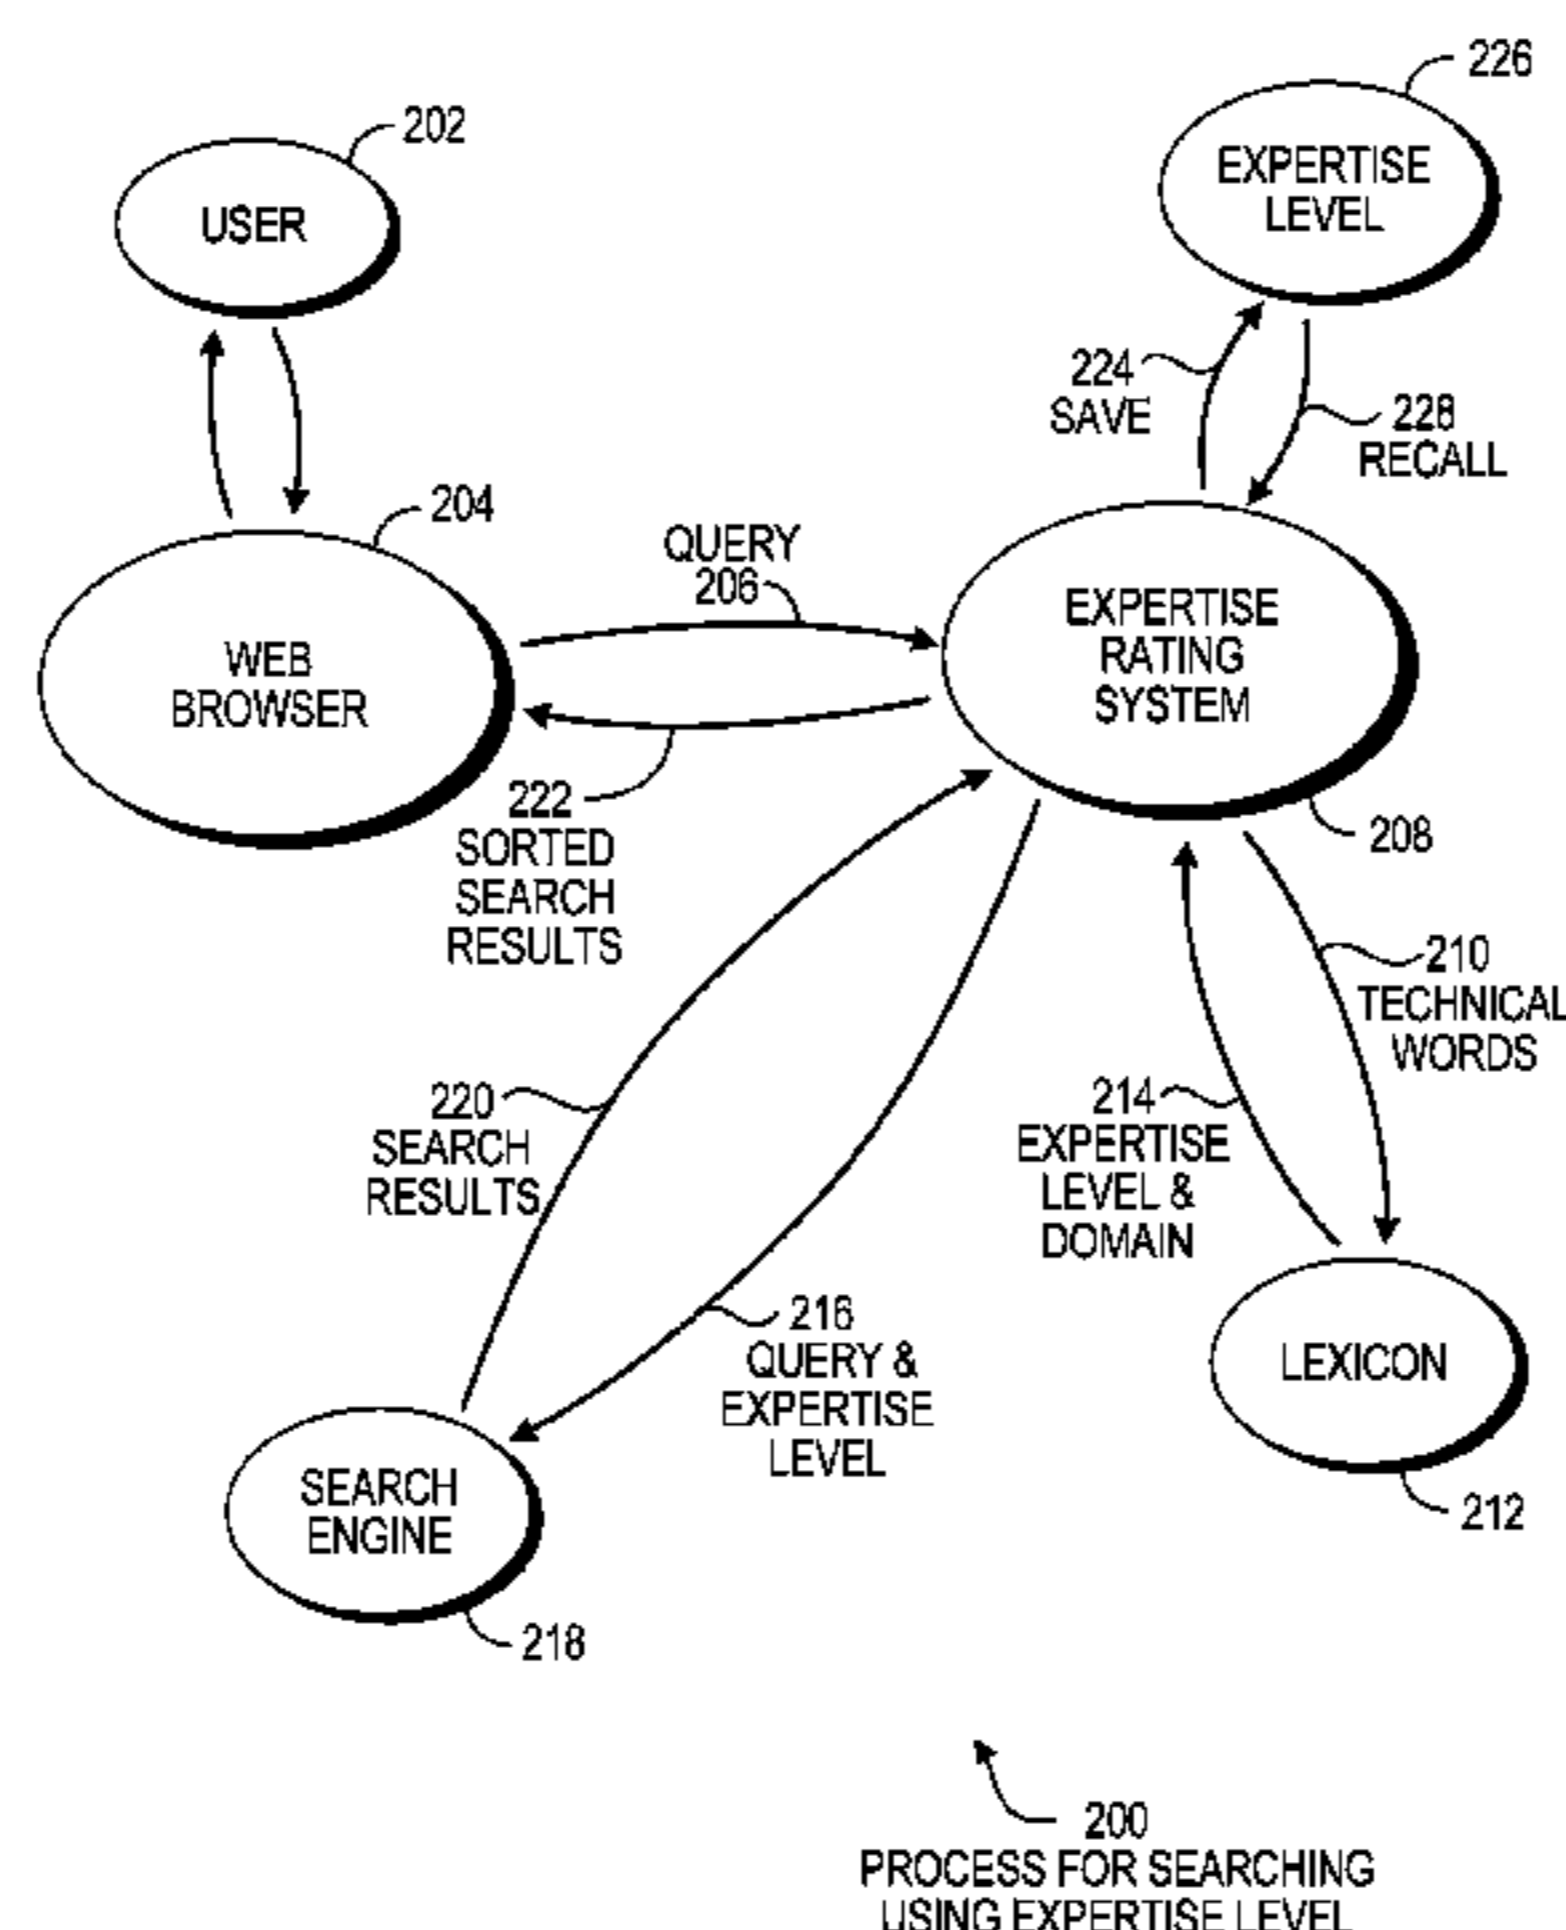 226
EXPERTISE
LEVEL
202
USER
224
SAVE
228
RECALL
204
WEB
BROWSER
QUERY
206
EXPERTISE
RATING
SYSTEM
222
SORTED
SEARCH
RESULTS
208
210
TECHNICAL
WORDS
220
SEARCH
RESULTS
214
EXPERTISE
LEVEL &
DOMAIN
216
QUERY &
EXPERTISE
LEVEL
LEXICON
212
SEARCH
ENGINE
218
200
PROCESS FOR SEARCHING
USING EXPERTISE LEVEL